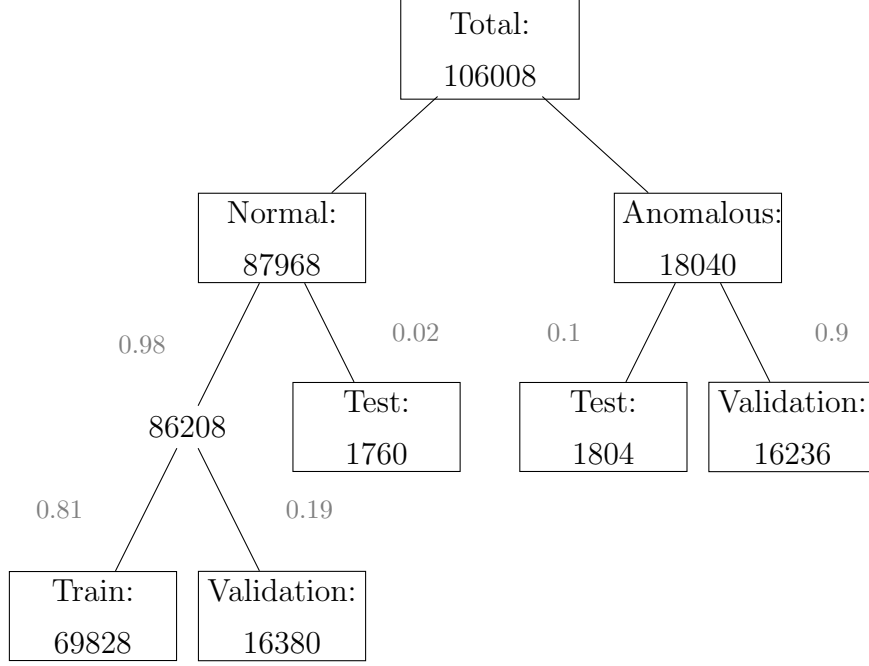 Total:
106008
Normal:
87968
Anomalous:
18040
0.98
0.02
0.1
0.9
86208
Test:
1760
Test:
1804
Validation:
16236
0.81
0.19
Train:
69828
Validation:
16380